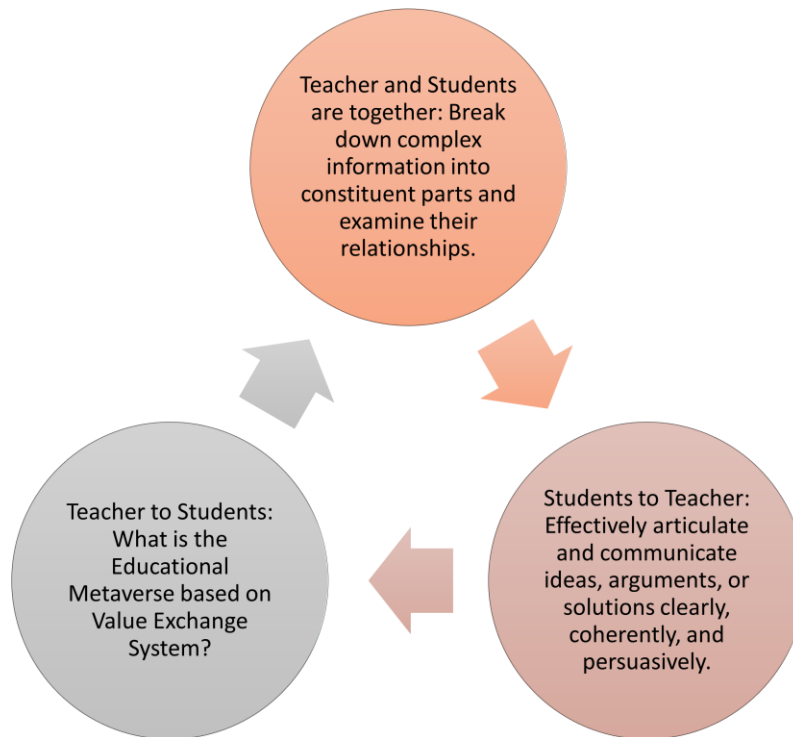 Teacher and Students
are together: Break
down complex
information into
constituent parts and
examine their
relationships.
Teacher to Students:
What is the
Educational
Metaverse based on
Value Exchange
System?
Students to Teacher:
Effectively articulate
and communicate
ideas, arguments, or
solutions clearly,
coherently, and
persuasively.